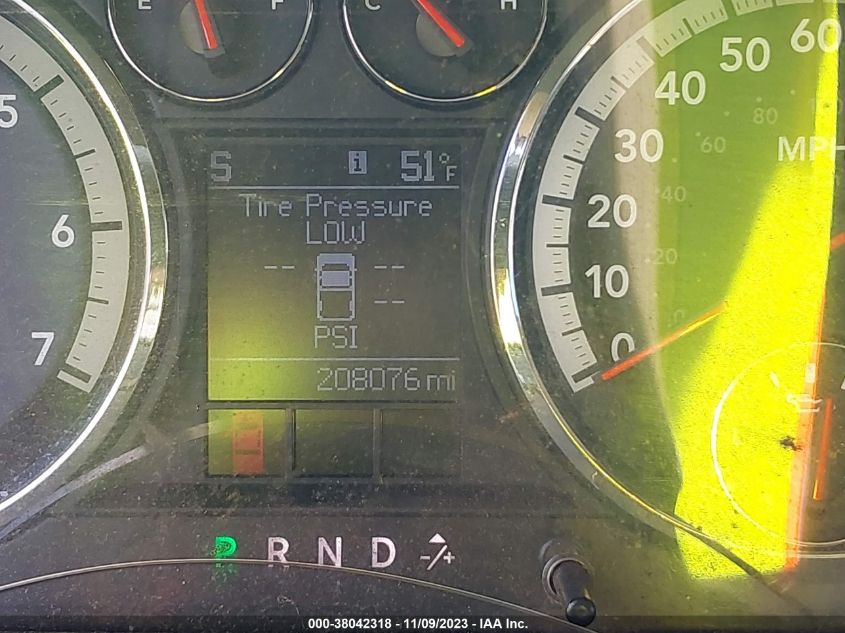 E F C H
5
6
7
S i 51°F
Tire Pressure
LOW
-- --
--
PSI
208076 mi
60
50
40
30
20
10
0
MPH
80
60
40
20
0
P R N D -/+
000-38042318 - 11/09/2023 - IAA Inc.